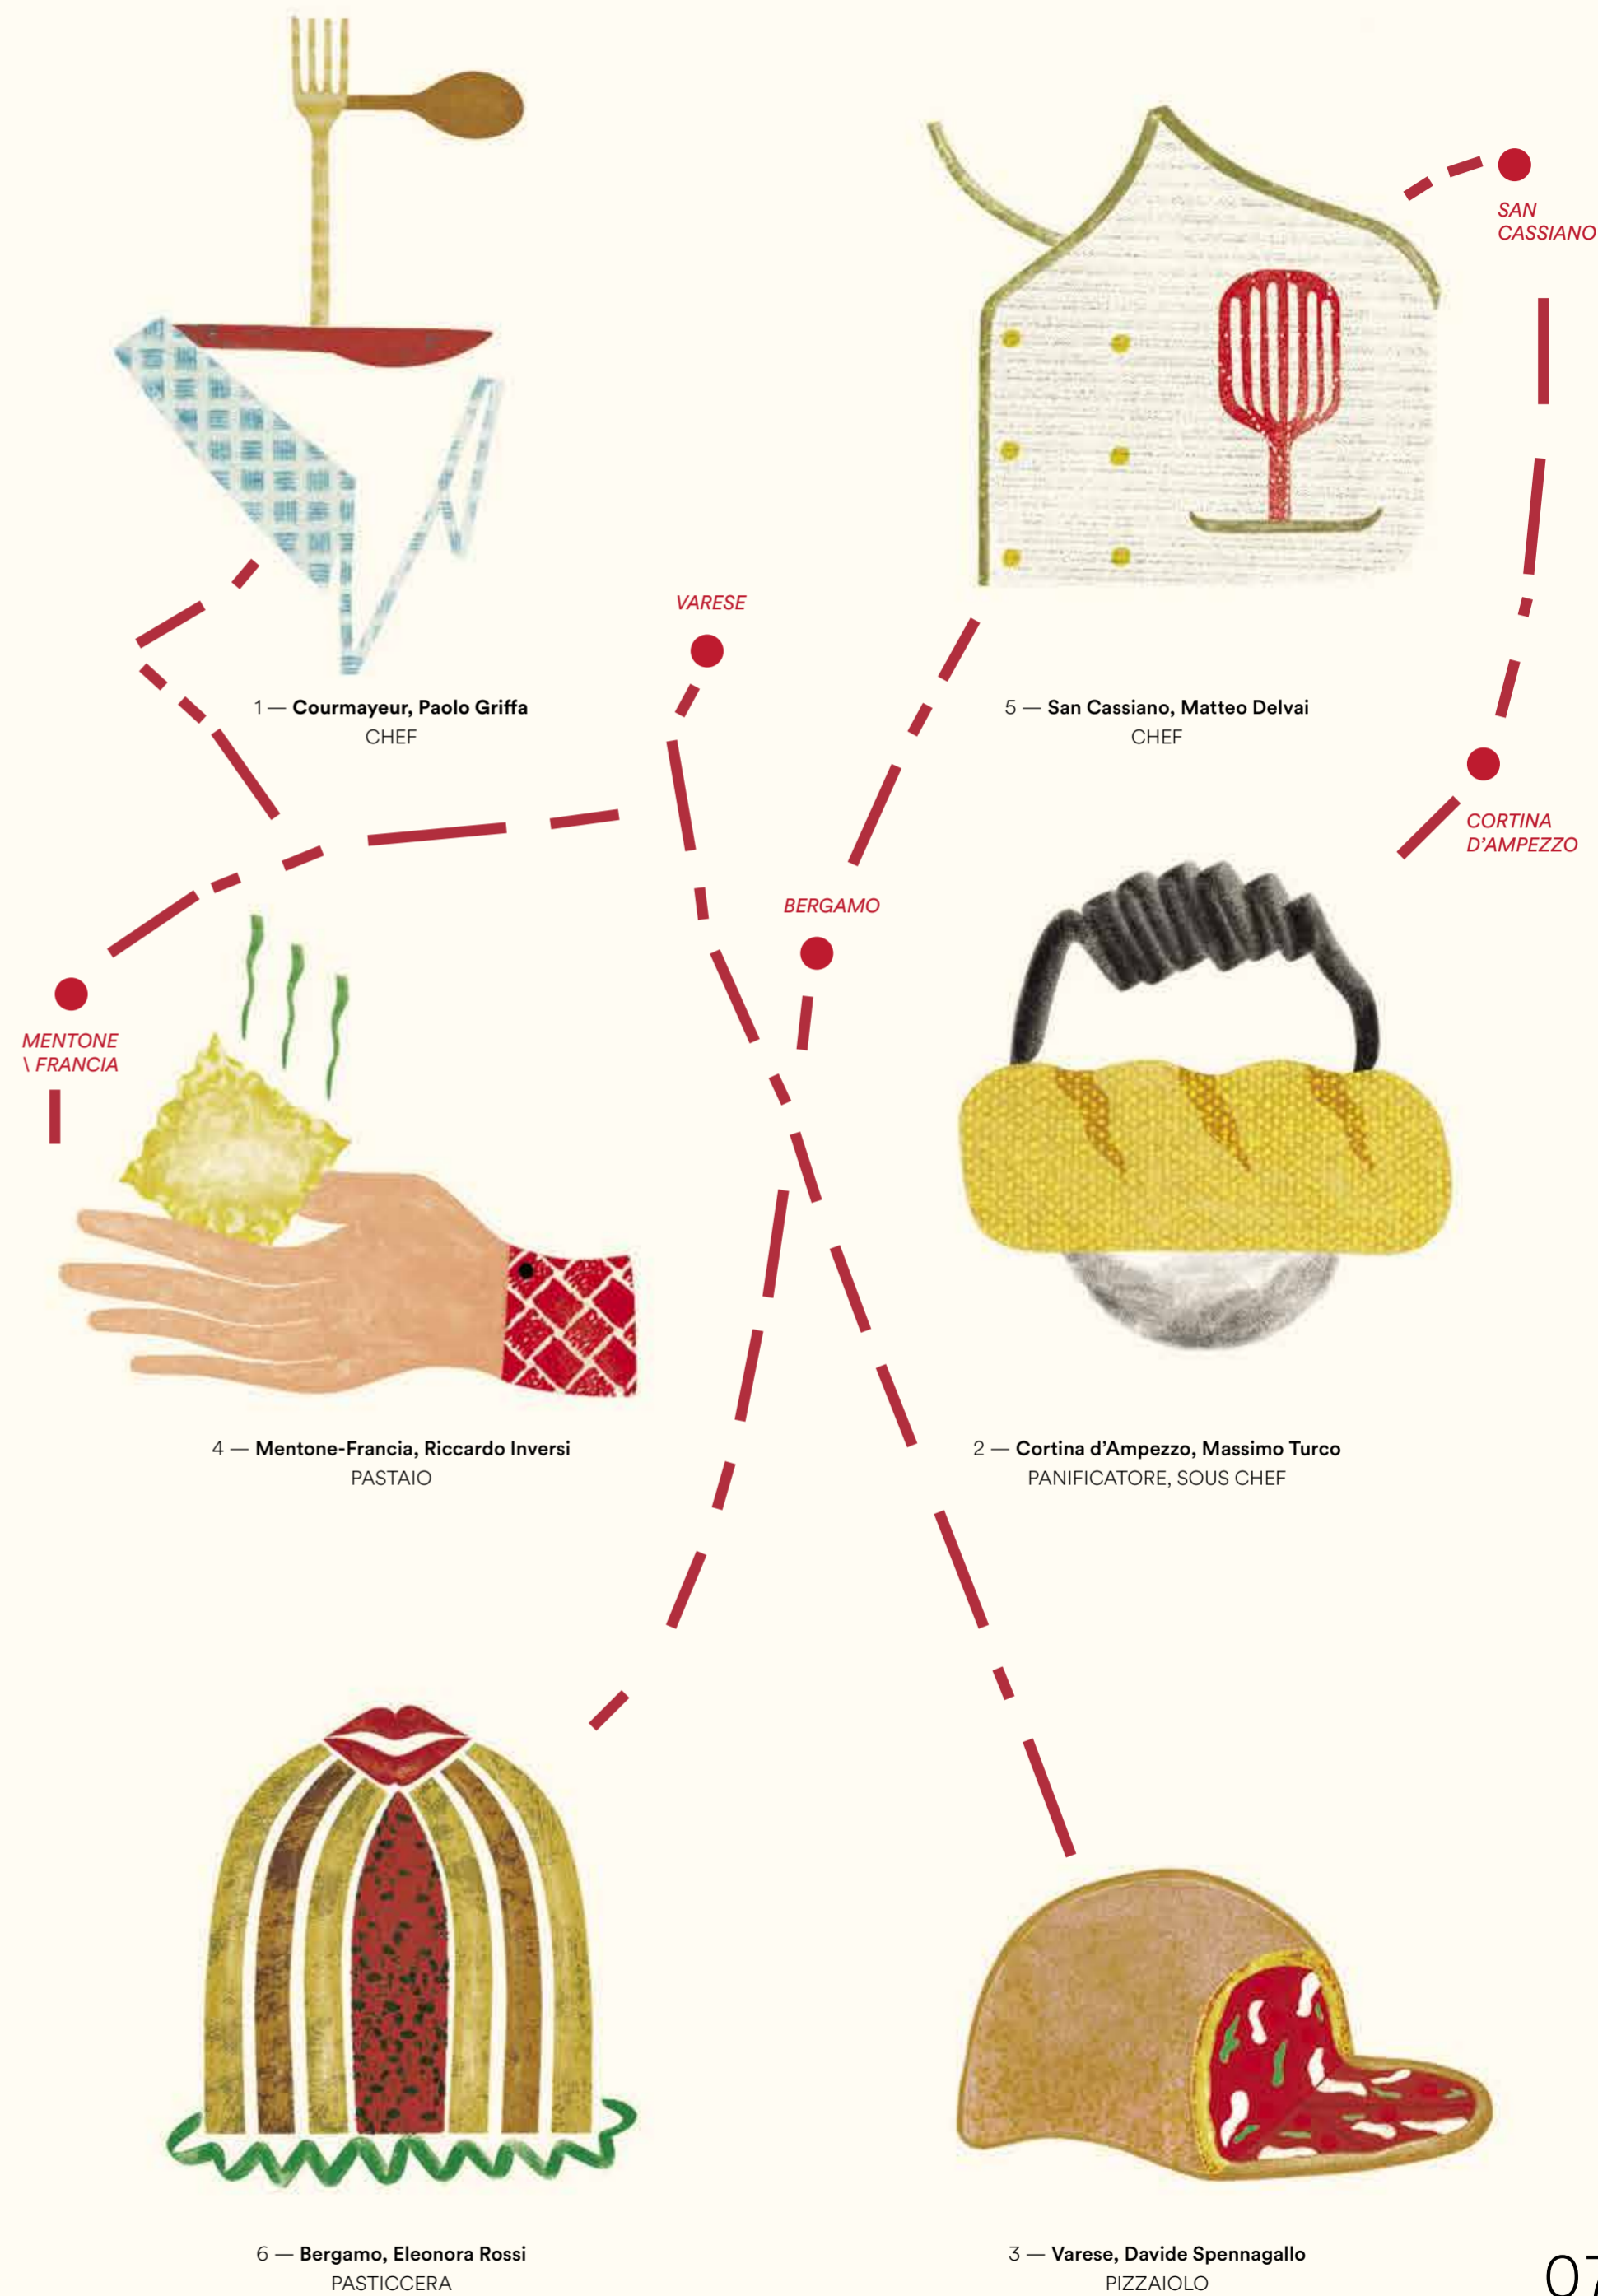 SAN
CASSIANO
VARESE
1 — Courmayeur, Paolo Griffa
CHEF
5 — San Cassiano, Matteo Delvai
CHEF
CORTINA
D’AMPEZZO
BERGAMO
MENTONE
\ FRANCIA
4 — Mentone-Francia, Riccardo Inversi
PASTAIO
2 — Cortina d’Ampezzo, Massimo Turco
PANIFICATORE, SOUS CHEF
6 — Bergamo, Eleonora Rossi
PASTICCERA
3 — Varese, Davide Spennagallo
PIZZAIOLO
07